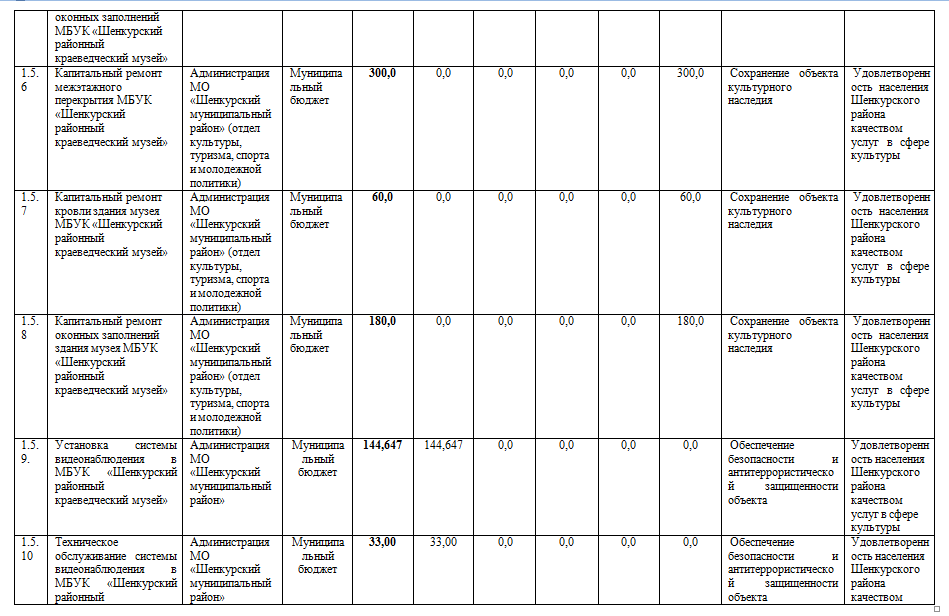 оконных заполнений
МБУК «Шенкурский
районный
краеведческий музей»
1.5.
6
Капитальный ремонт
межэтажного
перекрытия МБУК
«Шенкурский
районный
краеведческий музей»
Администрация
МО
«Шенкурский
муниципальный
район» (отдел
культуры,
туризма, спорта
и молодежной
политики)
Муниципа
льный
бюджет
300,0
0,0
0,0
0,0
0,0
300,0
Сохранение объекта
культурного
наследия
Удовлетворенн
ость населения
Шенкурского
района
качеством
услуг в сфере
культуры
1.5.
7
Капитальный ремонт
кровли здания музея
МБУК «Шенкурский
районный
краеведческий музей»
Администрация
МО
«Шенкурский
муниципальный
район» (отдел
культуры,
туризма, спорта
и молодежной
политики)
Муниципа
льный
бюджет
60,0
0,0
0,0
0,0
0,0
60,0
Сохранение объекта
культурного
наследия
Удовлетворенн
ость населения
Шенкурского
района
качеством
услуг в сфере
культуры
1.5.
8
Капитальный ремонт
оконных заполнений
здания музея МБУК
«Шенкурский
районный
краеведческий музей»
Администрация
МО
«Шенкурский
муниципальный
район» (отдел
культуры,
туризма, спорта
и молодежной
политики)
Муниципа
льный
бюджет
180,0
0,0
0,0
0,0
0,0
180,0
Сохранение объекта
культурного
наследия
Удовлетворенн
ость населения
Шенкурского
района
качеством
услуг в сфере
культуры
1.5.
9.
Установка системы
видеонаблюдения в
МБУК «Шенкурский
районный
краеведческий музей»
Администрация
МО
«Шенкурский
муниципальный
район»
Муниципа
льный
бюджет
144,647
144,647
0,0
0,0
0,0
0,0
Обеспечение
безопасности и
антитеррористическо
й защищенности
объекта
Удовлетворенн
ость населения
Шенкурского
района
качеством
услуг в сфере
культуры
1.5.
10
Техническое
обслуживание системы
видеонаблюдения в
МБУК «Шенкурский
районный
Администрация
МО
«Шенкурский
муниципальный
район»
Муниципа
льный
бюджет
33,00
33,00
0,0
0,0
0,0
0,0
Обеспечение
безопасности и
антитеррористическо
й защищенности
объекта
Удовлетворенн
ость населения
Шенкурского
района
качеством